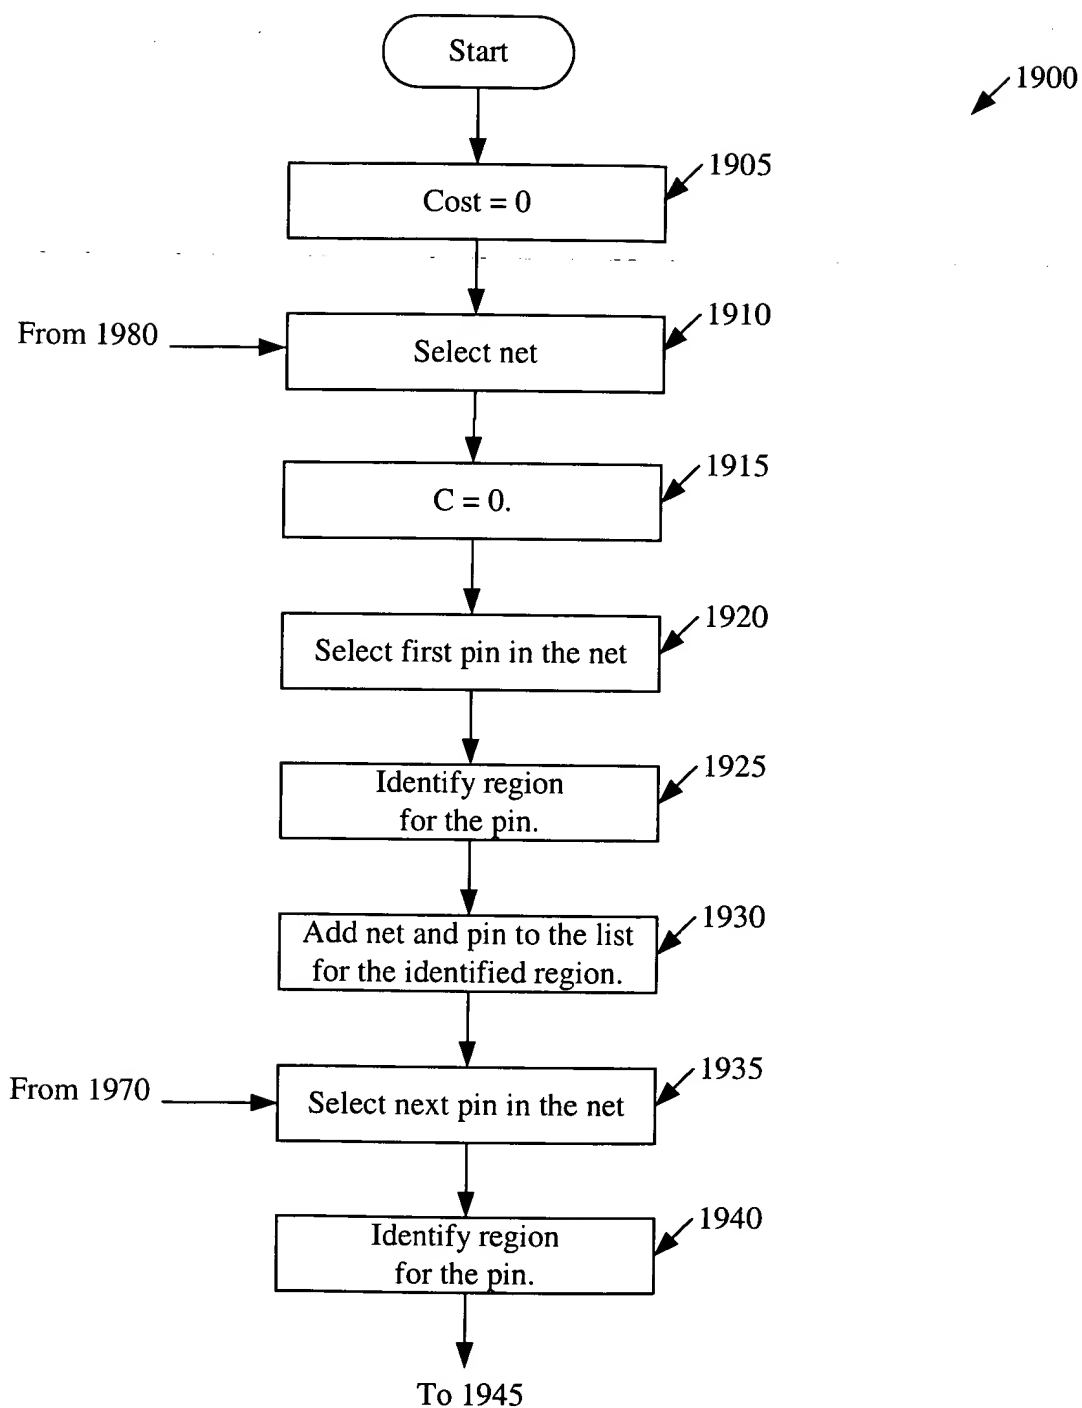 Start
1900
1905
Cost = 0
1910
From 1980
Select net
1915
C = 0.
1920
Select first pin in the net
1925
Identify region
for the pin.
1930
Add net and pin to the list
for the identified region.
1935
From 1970
Select next pin in the net
1940
Identify region
for the pin.
To 1945